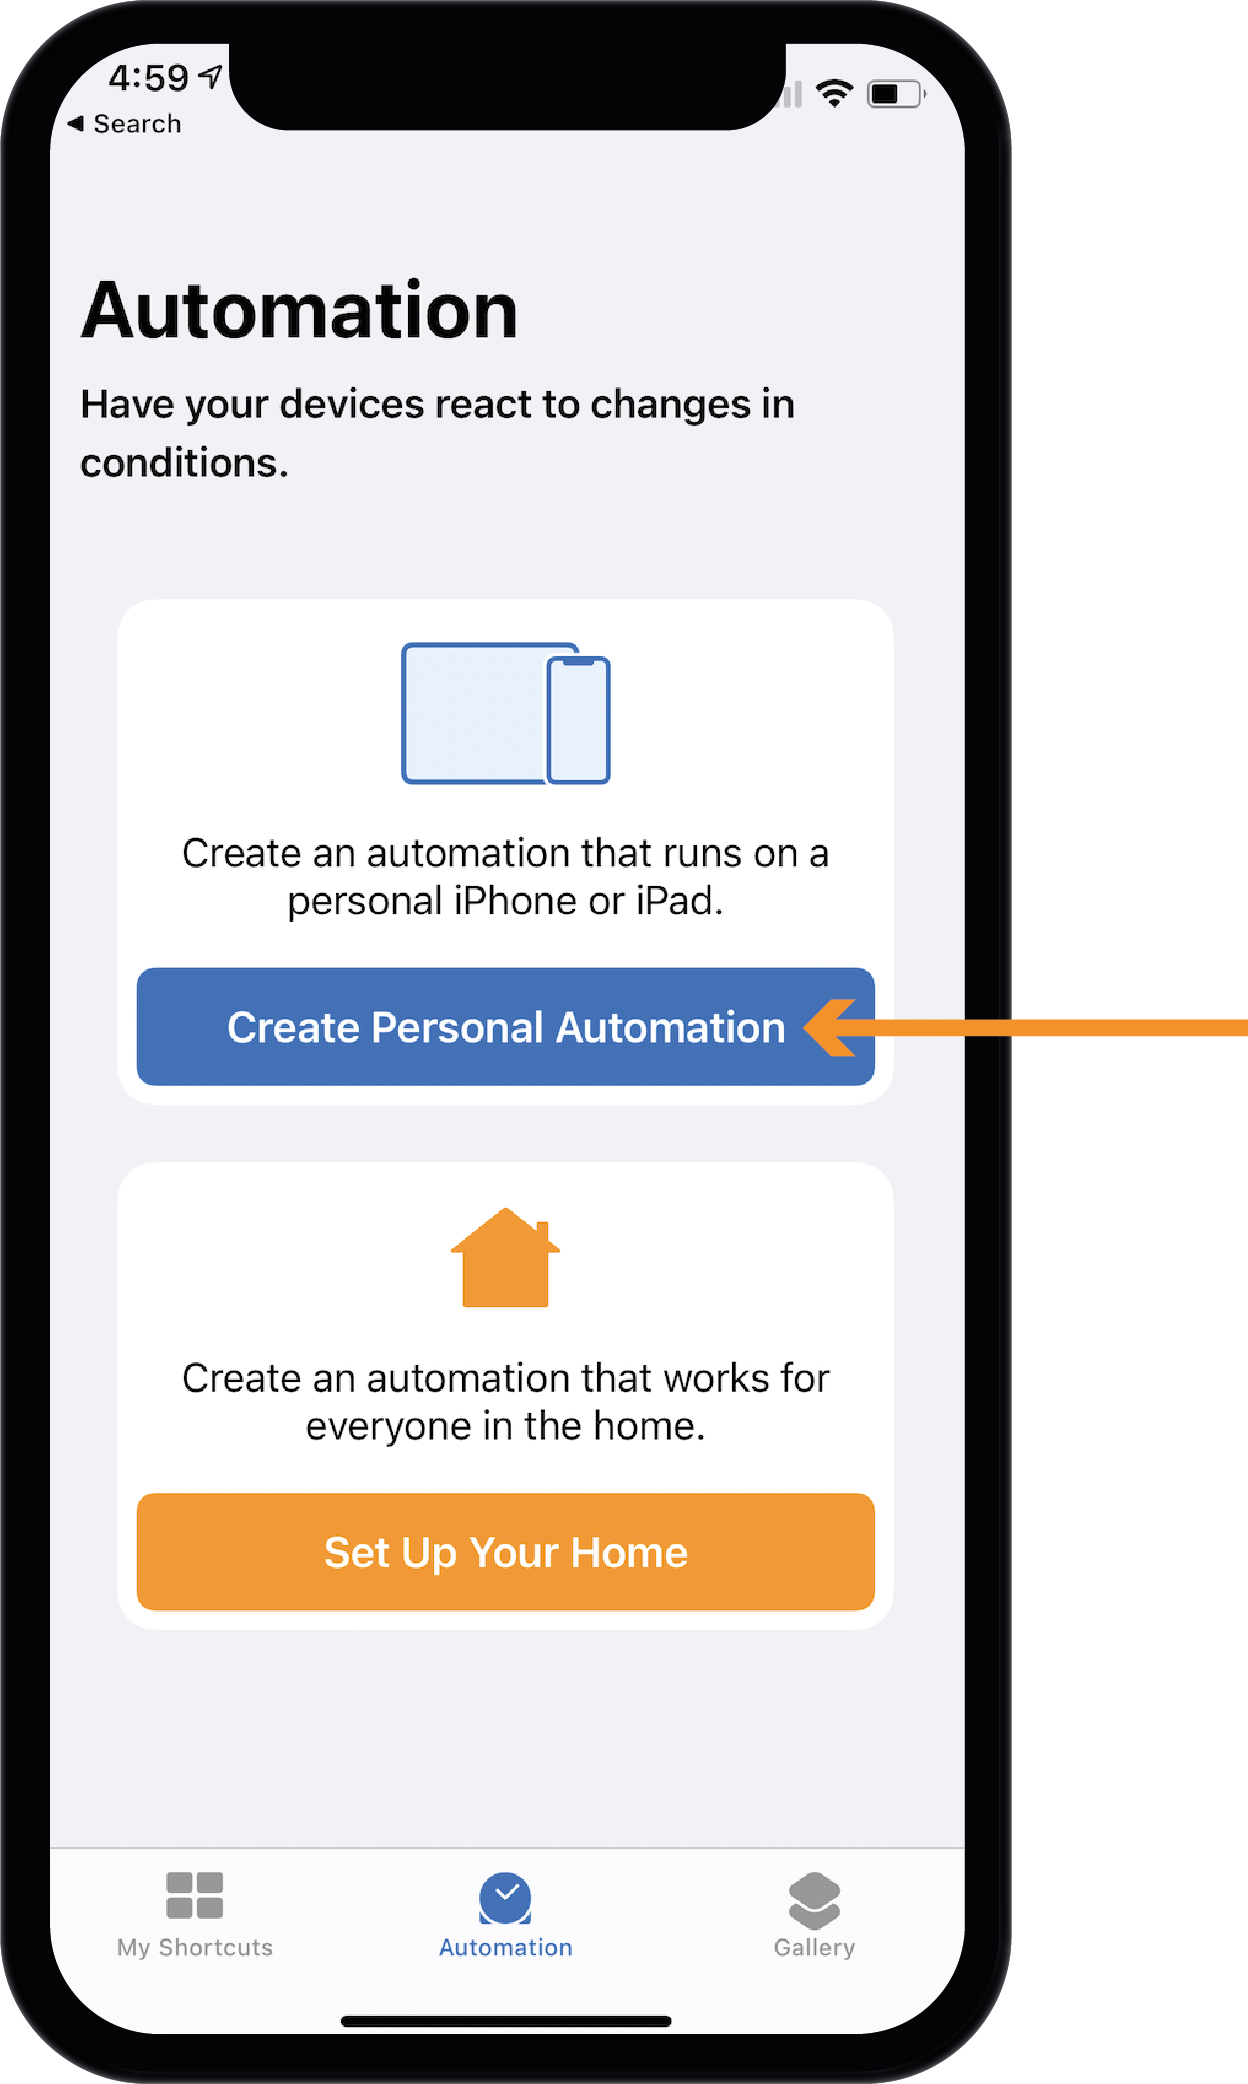 4:59
Search
Automation
Have your devices react to changes in
conditions.
Create an automation that runs on a
personal iPhone or iPad.
Create Personal Automation
Create an automation that works for
everyone in the home.
Set Up Your Home
My Shortcuts
Automation
Gallery